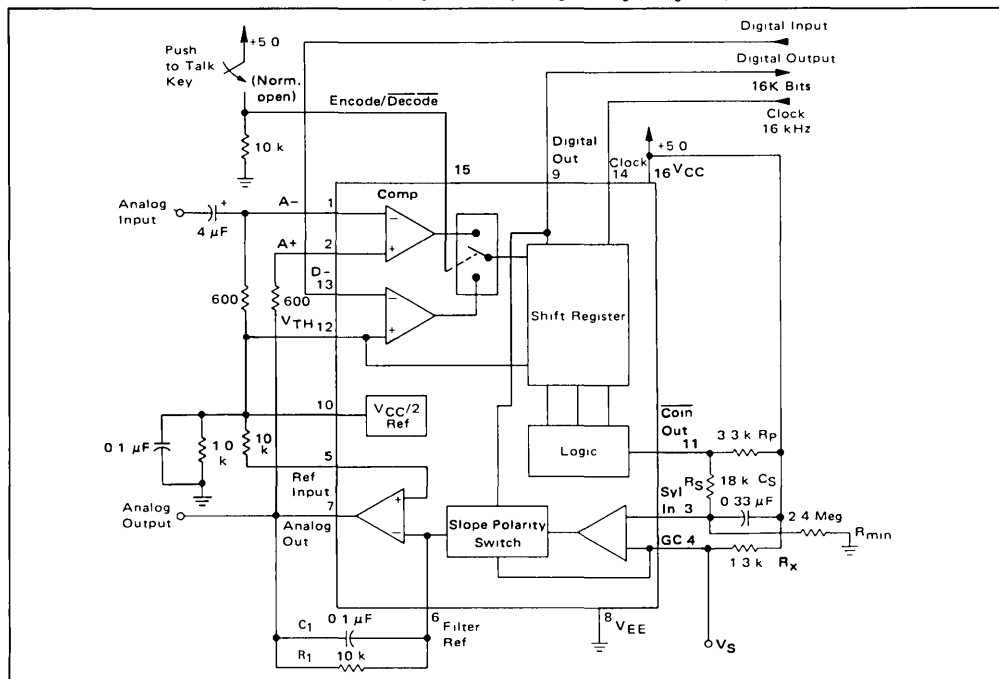 Push
to Talk
Key
+5 0
(Norm.
open)
10 k
Encode/Decode
Digital Input
Digital Output
16K Bits
Clock
16 kHz
Digital
Out
9
Clock
14
+5 0
16 VCC
15
Analog
Input
4 µF
+
A−
1
A+
2
D−
13
600
600
VTH 12
Comp
−
+
−
+
Shift Register
10
VCC/2
Ref
Logic
Coin
Out
11
3 3 k RP
RS
18 k
CS
0 33 µF
Syl
In 3
2 4 Meg
Rmin
GC 4
1 3 k
Rx
0 1 µF
1 0
k
10
k
5
Ref
Input
7
Analog
Out
+
−
Analog
Output
Slope Polarity
Switch
6
Filter
Ref
8 VEE
VS
C1
0 1 µF
R1
10 k